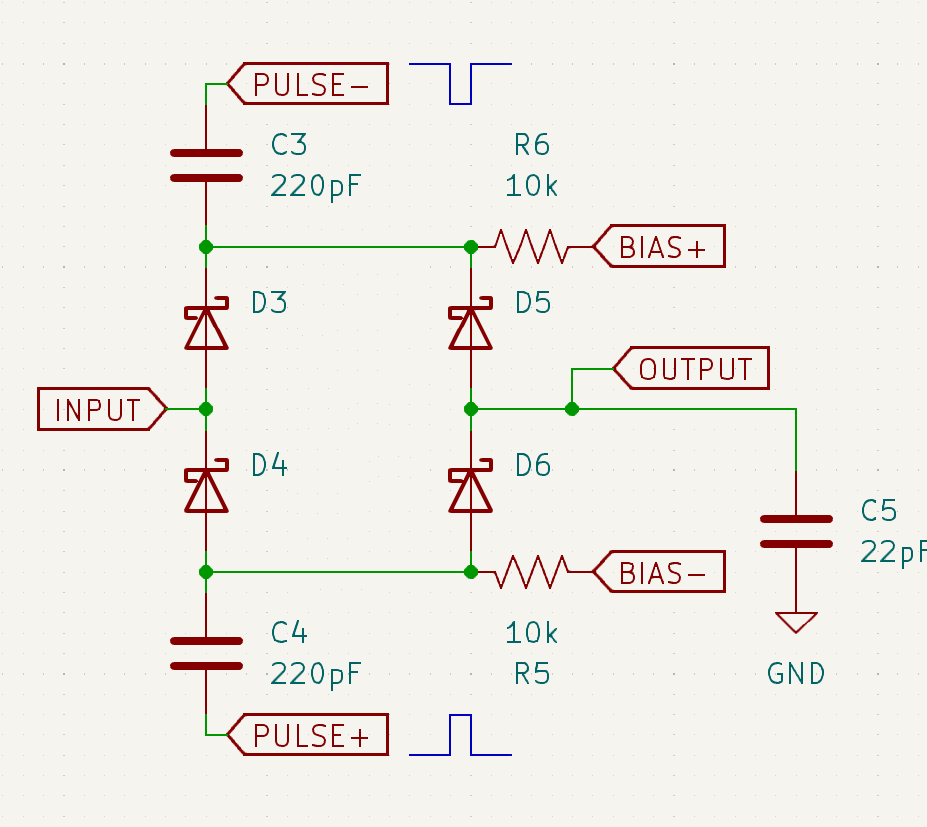 PULSE-
C3
220pF
R6
10k
BIAS+
D3
D5
OUTPUT
INPUT
D4
D6
C5
22pF
BIAS-
C4
220pF
10k
R5
GND
PULSE+